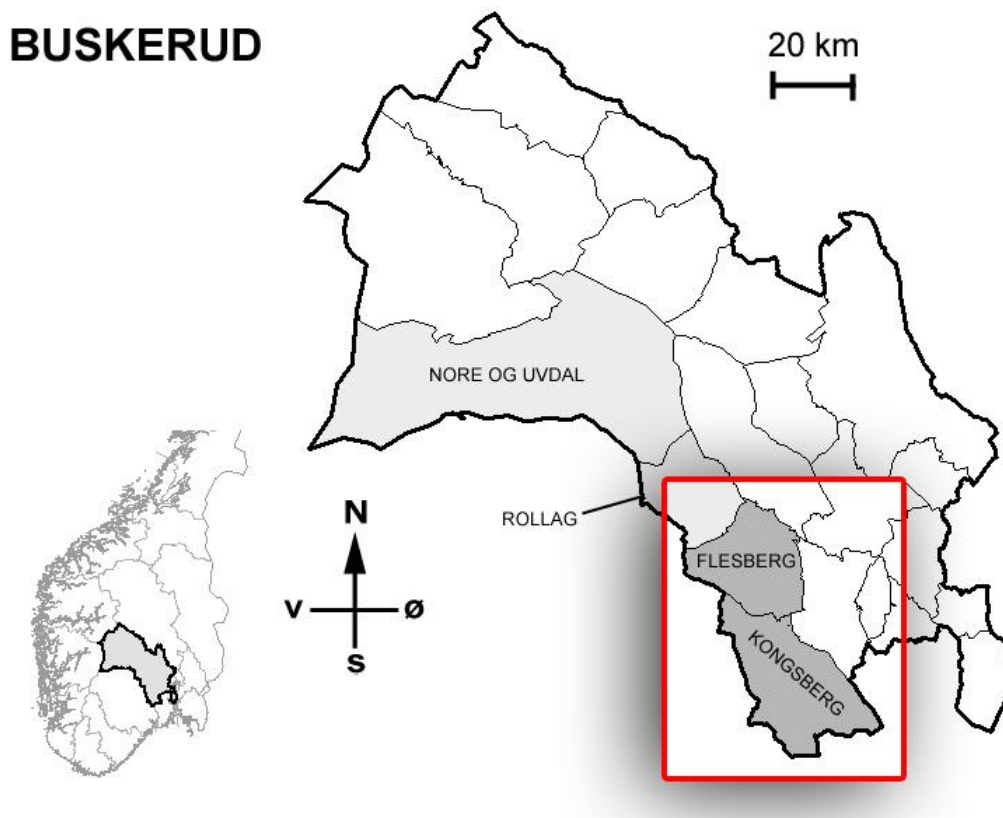 BUSKERUD
20 km
NORE OG UVDAL
ROLLAG
FLESBERG
KONGSBERG
N
V
Ø
S